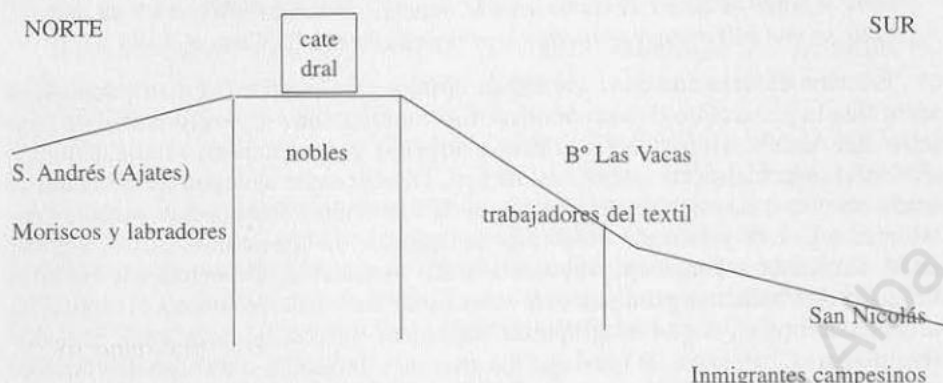 NORTE
SUR
cate
dral
nobles
Bº Las Vacas
S. Andrés (Ajates)
trabajadores del textil
Moriscos y labradores
San Nicolás
Inmigrantes campesinos
Alba